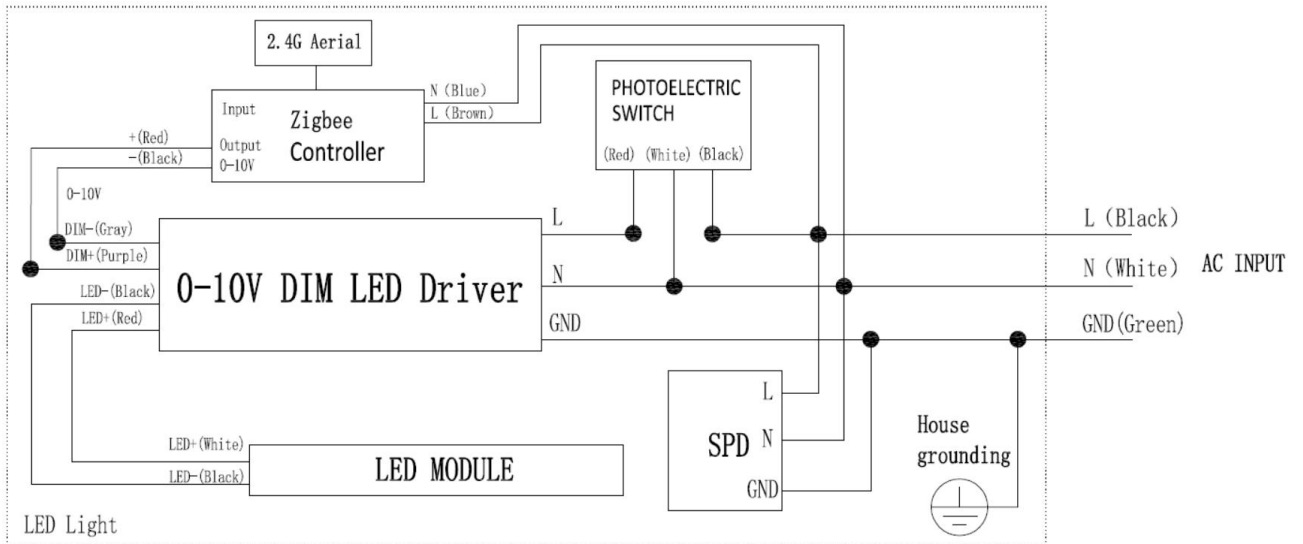 2.4G Aerial
N (Blue)
L (Brown)
Input
Zigbee
Controller
Output
0-10V
+(Red)
-(Black)
0-10V
PHOTOELECTRIC
SWITCH
(Red) (White) (Black)
DIM-(Gray)
DIM+(Purple)
LED-(Black)
LED+(Red)
0-10V DIM LED Driver
L
N
GND
L (Black)
N (White)
AC INPUT
GND(Green)
SPD
L
N
GND
House
grounding
LED+(White)
LED-(Black)
LED MODULE
LED Light